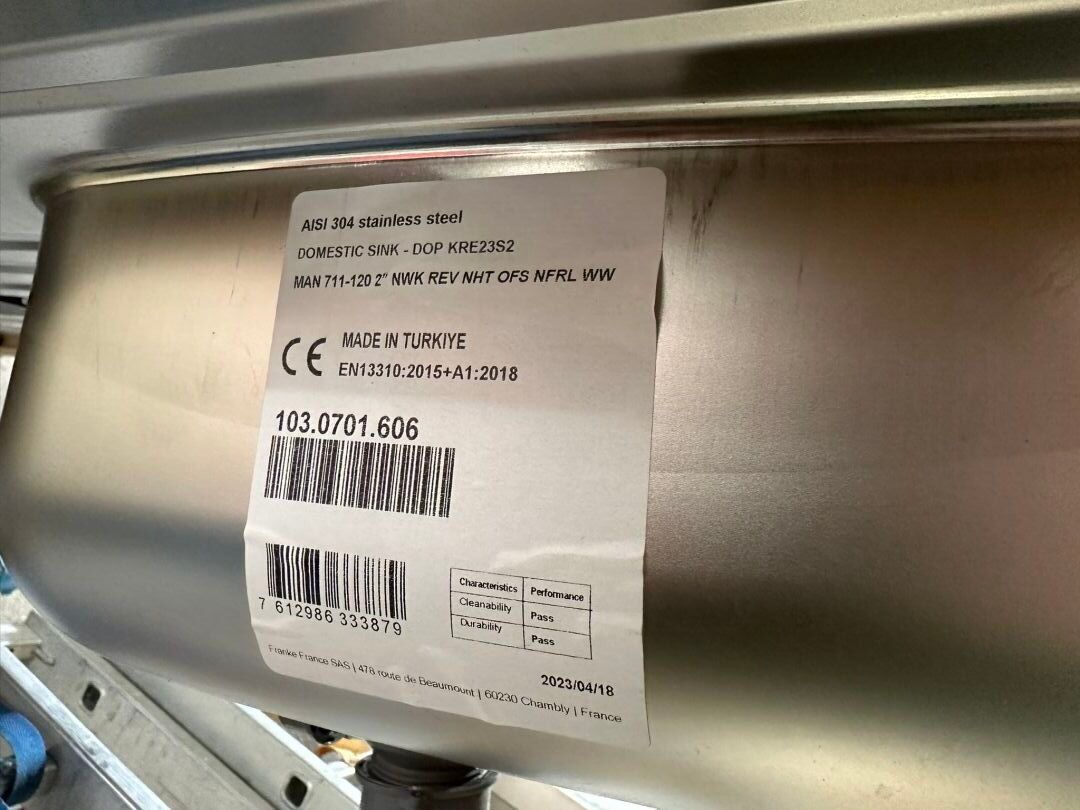 AISI 304 stainless steel
DOMESTIC SINK - DOP KRE23S2
MAN 711-120 2" NWK REV NHT OFS NFRL WW
CE MADE IN TURKIYE
EN13310:2015+A1:2018
103.0701.606
7 612986 333879
Characteristics Performance
Cleanability Pass
Durability Pass
2023/04/18
Franke France SAS | 478 route de Beaumount | 60230 Chambly | France